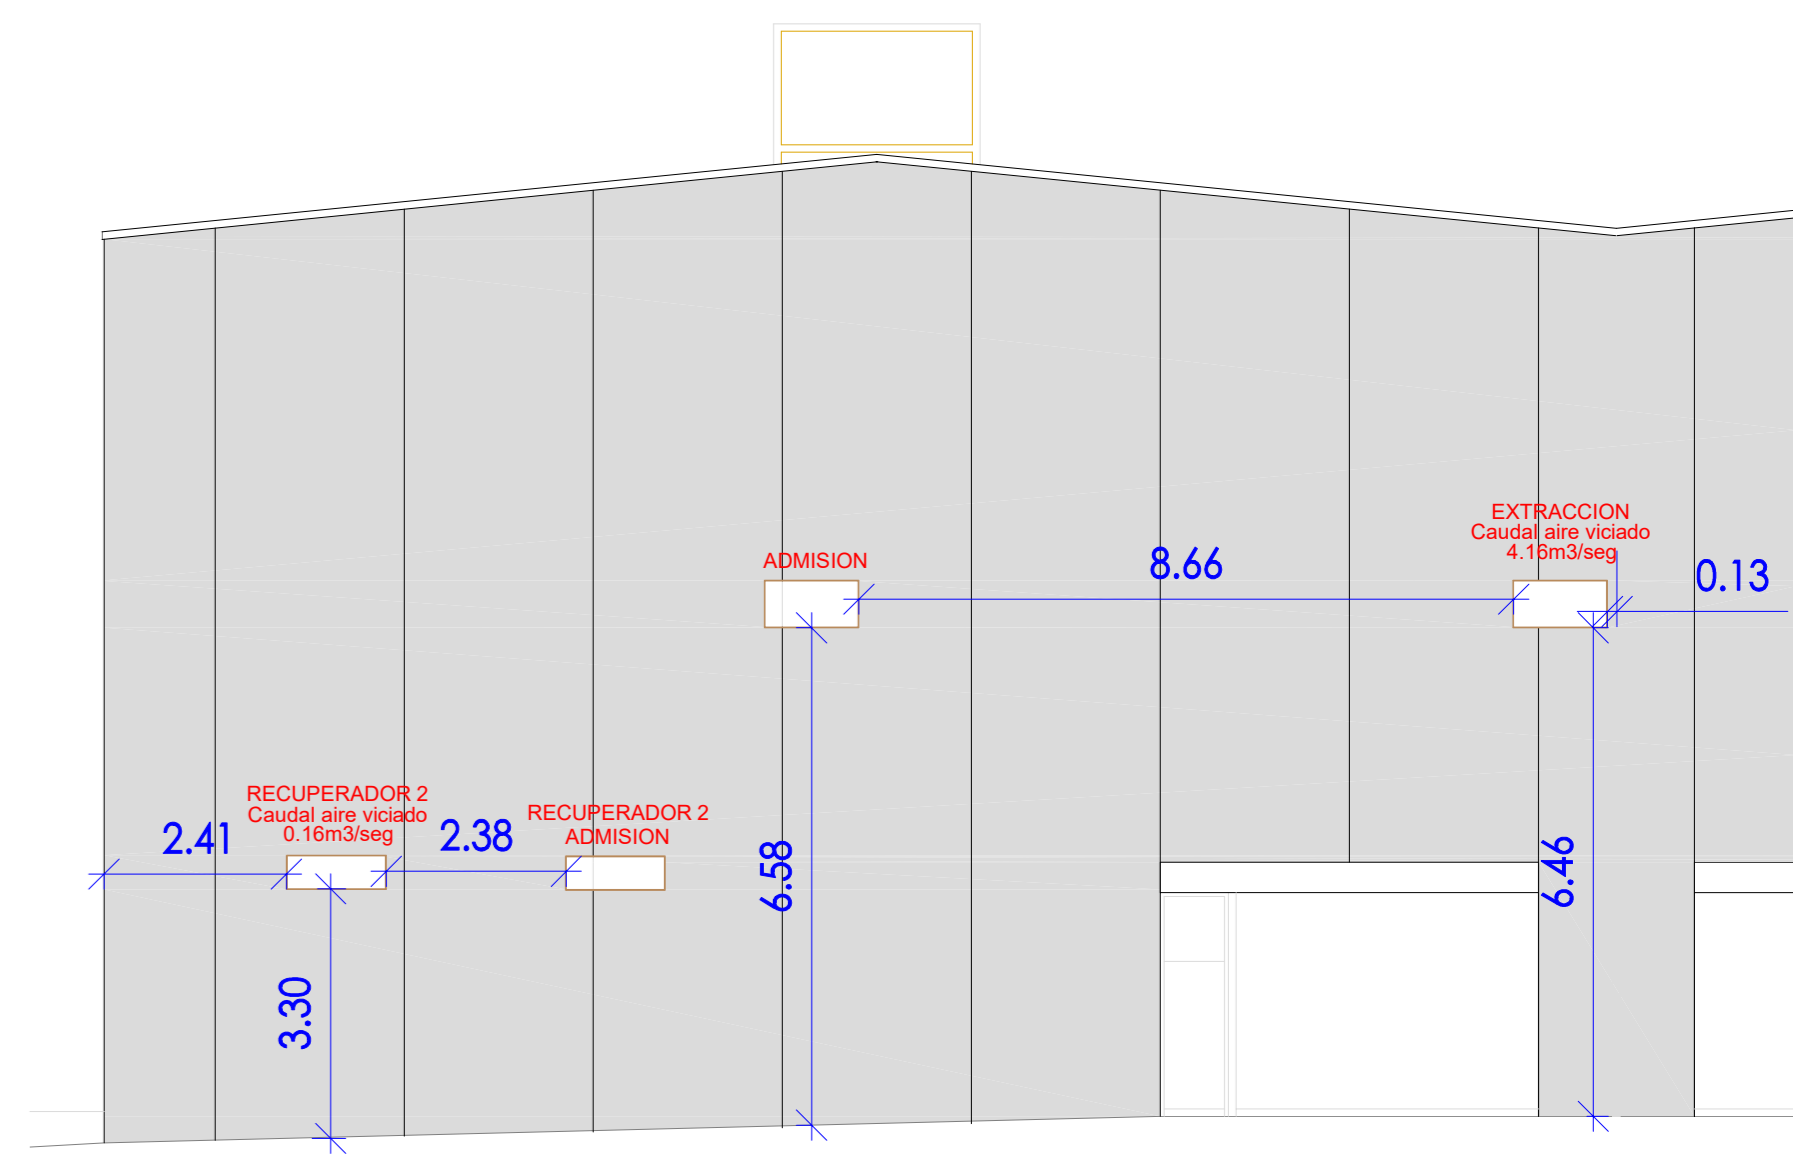 EXTRACCION
Caudal aire viciado
4.16m3/seg
ADMISION
8.66
0.13
RECUPERADOR 2
Caudal aire viciado
0.16m3/seg
RECUPERADOR 2
ADMISION
2.41
2.38
6.58
6.46
3.30